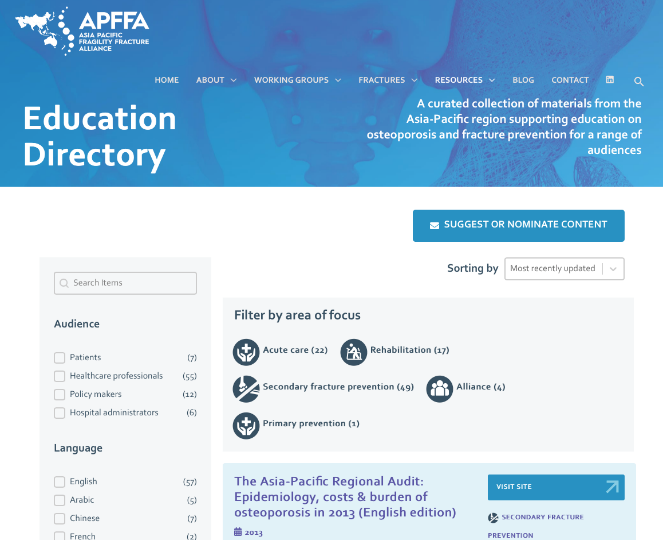 APFFA
ASIA PACIFIC
FRAGILITY FRACTURE
ALLIANCE
HOME ABOUT WORKING GROUPS FRACTURES RESOURCES BLOG CONTACT
Education
Directory
A curated collection of materials from the
Asia-Pacific region supporting education on
osteoporosis and fracture prevention for a range of
audiences
SUGGEST OR NOMINATE CONTENT
Sorting by Most recently updated
Search Items
Audience
Patients (7)
Healthcare professionals (55)
Policy makers (12)
Hospital administrators (6)
Language
English (57)
Arabic (5)
Chinese (7)
French (2)
Filter by area of focus
Acute care (22) Rehabilitation (17)
Secondary fracture prevention (49) Alliance (4)
Primary prevention (1)
The Asia-Pacific Regional Audit:
Epidemiology, costs & burden of
osteoporosis in 2013 (English edition)
2013
VISIT SITE
SECONDARY FRACTURE
PREVENTION